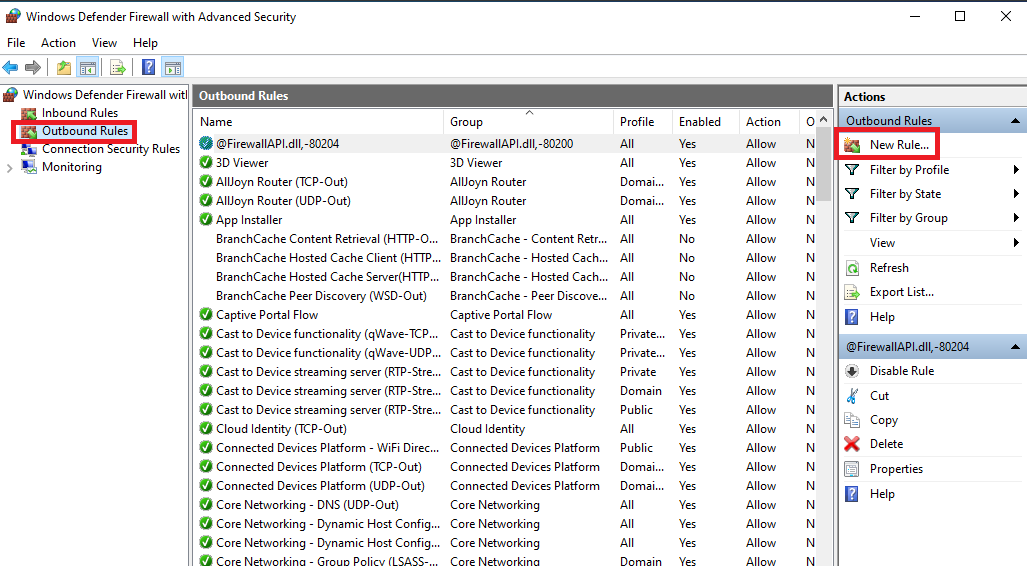 Windows Defender Firewall with Advanced Security
File Action View Help
Windows Defender Firewall with
Inbound Rules
Outbound Rules
Connection Security Rules
Monitoring
Outbound Rules
Name Group Profile Enabled Action O
@FirewallAPI.dll,-80204 @FirewallAPI.dll,-80200 All Yes Allow N
3D Viewer 3D Viewer All Yes Allow N
AllJoyn Router (TCP-Out) AllJoyn Router Domai... Yes Allow N
AllJoyn Router (UDP-Out) AllJoyn Router Domai... Yes Allow N
App Installer App Installer All Yes Allow N
BranchCache Content Retrieval (HTTP-O... BranchCache - Content Retr... All No Allow N
BranchCache Hosted Cache Client (HTTP... BranchCache - Hosted Cach... All No Allow N
BranchCache Hosted Cache Server(HTTP... BranchCache - Hosted Cach... All No Allow N
BranchCache Peer Discovery (WSD-Out) BranchCache - Peer Discove... All No Allow N
Captive Portal Flow Captive Portal Flow All Yes Allow N
Cast to Device functionality (qWave-TCP... Cast to Device functionality Private... Yes Allow N
Cast to Device functionality (qWave-UDP... Cast to Device functionality Private... Yes Allow N
Cast to Device streaming server (RTP-Stre... Cast to Device functionality Private Yes Allow N
Cast to Device streaming server (RTP-Stre... Cast to Device functionality Domain Yes Allow N
Cast to Device streaming server (RTP-Stre... Cast to Device functionality Public Yes Allow N
Cloud Identity (TCP-Out) Cloud Identity All Yes Allow N
Connected Devices Platform - WiFi Direc... Connected Devices Platform Public Yes Allow N
Connected Devices Platform (TCP-Out) Connected Devices Platform Domai... Yes Allow N
Connected Devices Platform (UDP-Out) Connected Devices Platform Domai... Yes Allow N
Core Networking - DNS (UDP-Out) Core Networking All Yes Allow N
Core Networking - Dynamic Host Config... Core Networking All Yes Allow N
Core Networking - Dynamic Host Config... Core Networking All Yes Allow N
Core Networking - Group Policy (LSASS-... Core Networking Domain Yes Allow N
Actions
Outbound Rules
New Rule...
Filter by Profile
Filter by State
Filter by Group
View
Refresh
Export List...
Help
@FirewallAPI.dll,-80204
Disable Rule
Cut
Copy
Delete
Properties
Help